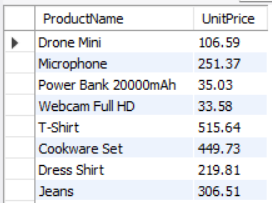 ProductName UnitPrice
Drone Mini 106.59
Microphone 251.37
Power Bank 20000mAh 35.03
Webcam Full HD 33.58
T-Shirt 515.64
Cookware Set 449.73
Dress Shirt 219.81
Jeans 306.51